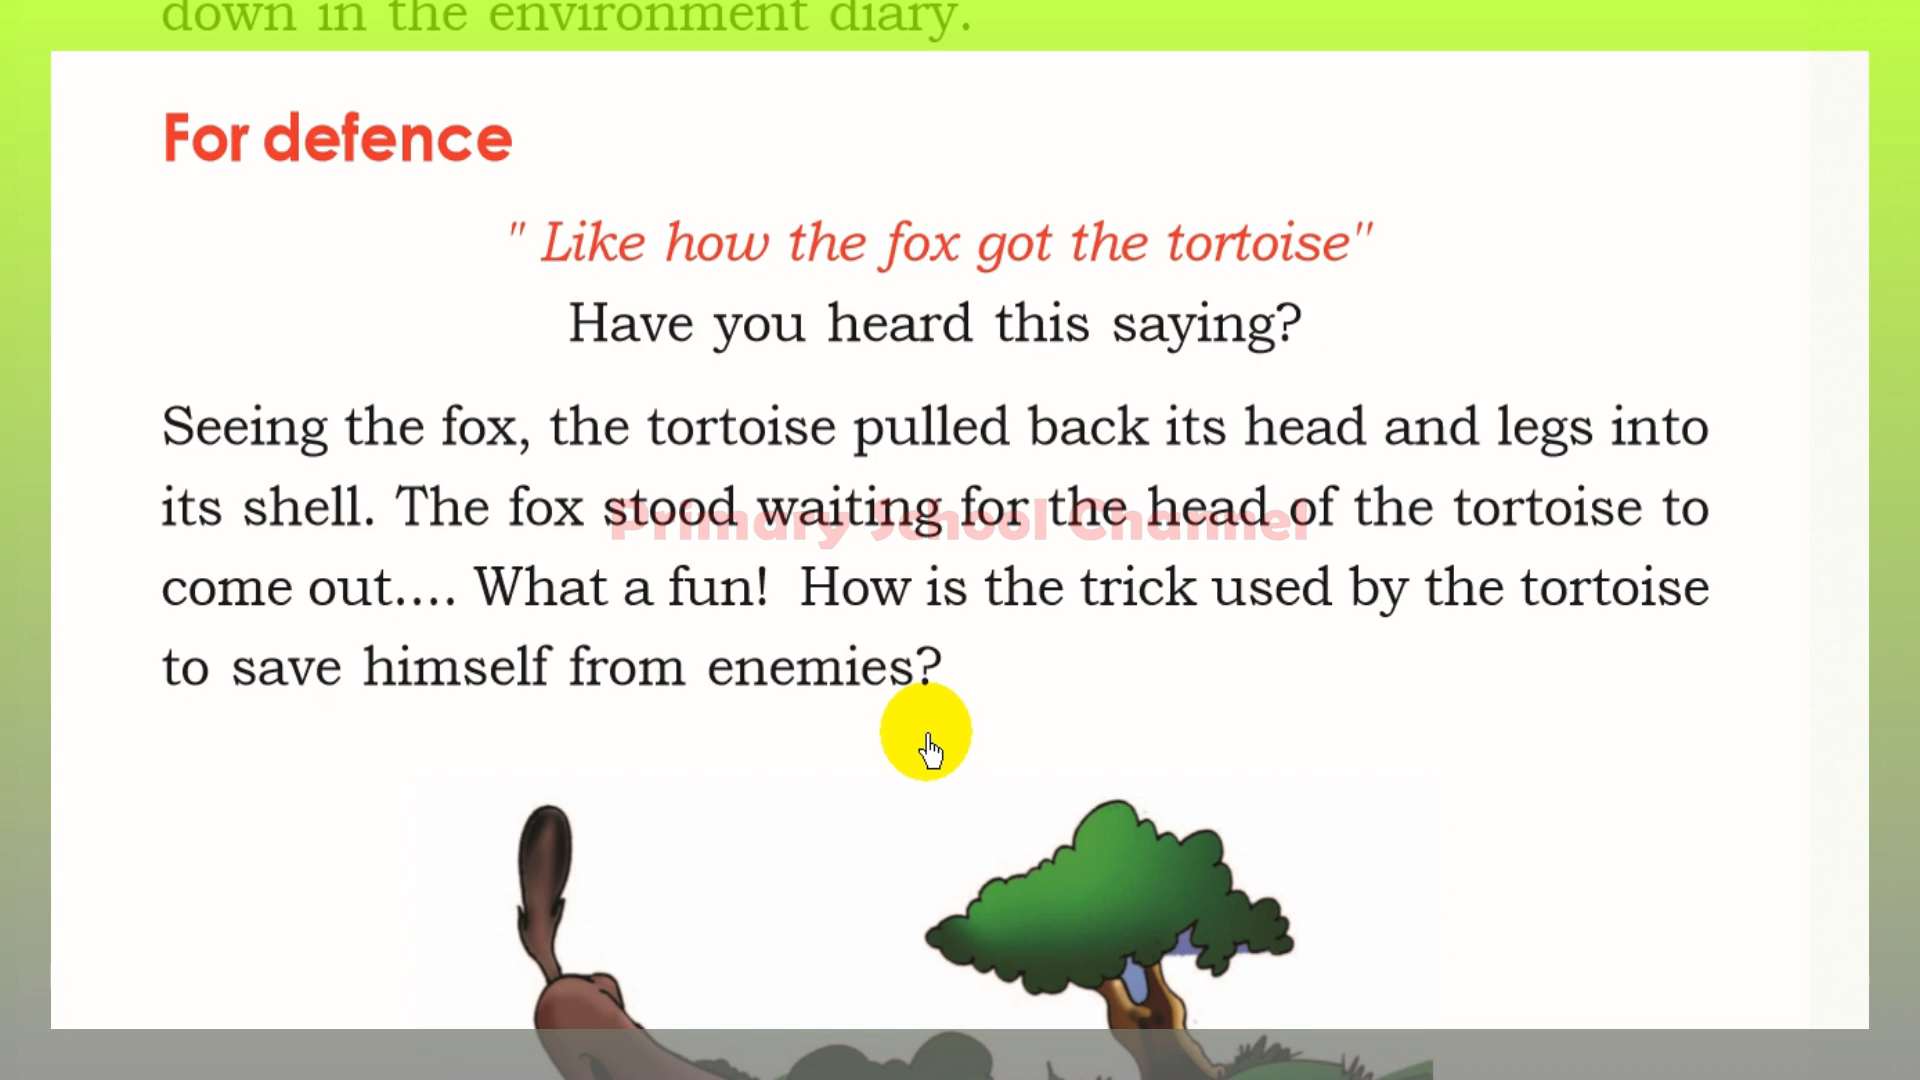 down in the environment diary.
For defence
" Like how the fox got the tortoise"
Have you heard this saying?
Seeing the fox, the tortoise pulled back its head and legs into
its shell. The fox stood waiting for the head of the tortoise to
Primary School Channel
come out.... What a fun! How is the trick used by the tortoise
to save himself from enemies?